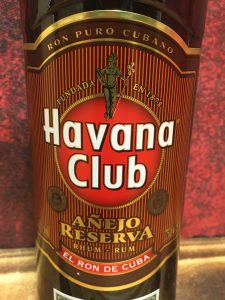 RON PURO CUBANO
FUNDADA EN 1878
Havana
Club
AÑEJO
RESERVA
RHUM · RUM
EL RON DE CUBA